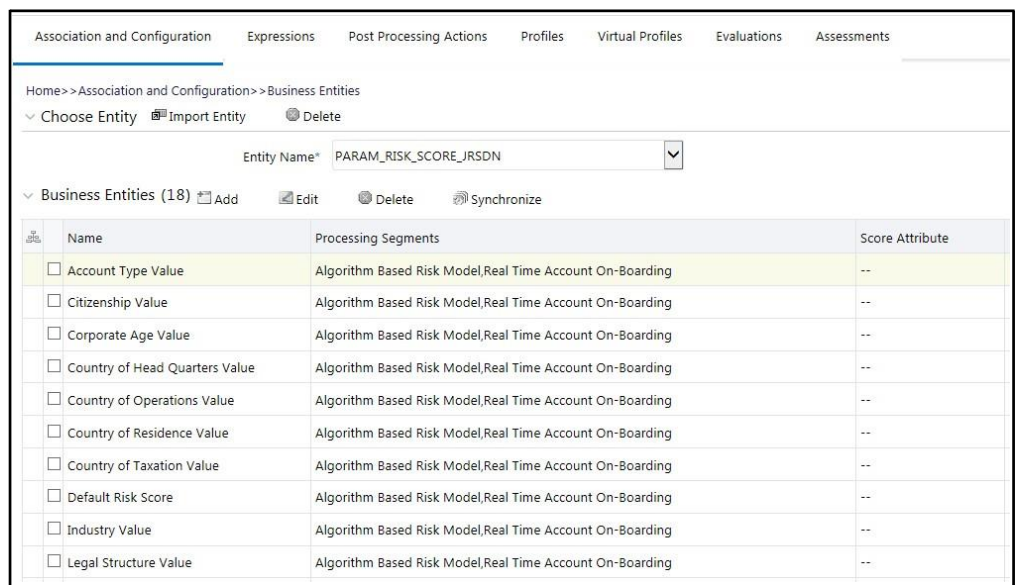 Association and Configuration Expressions Post Processing Actions Profiles Virtual Profiles Evaluations Assessments
Home>>Association and Configuration>>Business Entities
Choose Entity Import Entity Delete
Entity Name* PARAM_RISK_SCORE_JRSDN
Business Entities (18) Add Edit Delete Synchronize
Name Processing Segments Score Attribute
Account Type Value Algorithm Based Risk Model,Real Time Account On-Boarding --
Citizenship Value Algorithm Based Risk Model,Real Time Account On-Boarding --
Corporate Age Value Algorithm Based Risk Model,Real Time Account On-Boarding --
Country of Head Quarters Value Algorithm Based Risk Model,Real Time Account On-Boarding --
Country of Operations Value Algorithm Based Risk Model,Real Time Account On-Boarding --
Country of Residence Value Algorithm Based Risk Model,Real Time Account On-Boarding --
Country of Taxation Value Algorithm Based Risk Model,Real Time Account On-Boarding --
Default Risk Score Algorithm Based Risk Model,Real Time Account On-Boarding --
Industry Value Algorithm Based Risk Model,Real Time Account On-Boarding --
Legal Structure Value Algorithm Based Risk Model,Real Time Account On-Boarding --